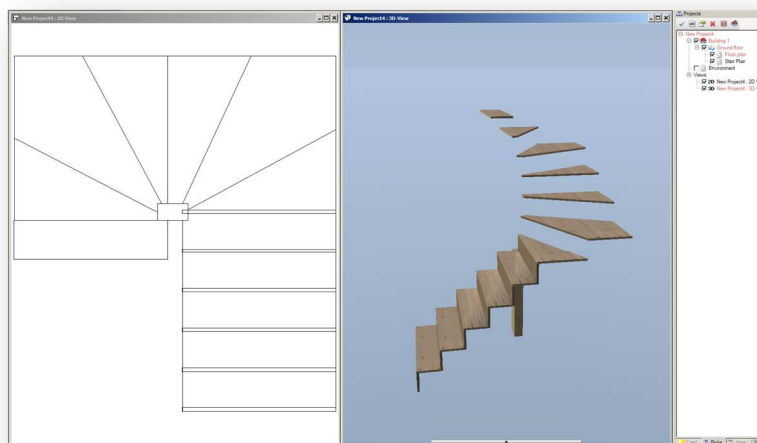 New Project4 : 2D View
New Project4 : 3D-View
Projects
New Project4
Building 1
Ground floor
Floor plan
Stair Plan
Environment
Views
2D New Project4 : 2D V
3D New Project4 : 3D-V